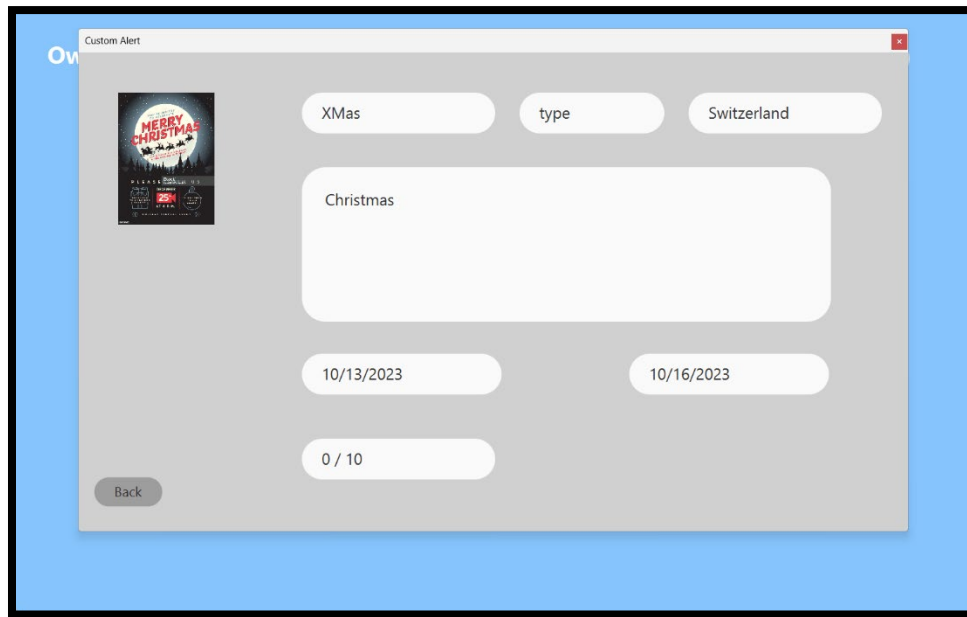 Custom Alert
Ow
MERRY
CHRISTMAS
XMas
type
Switzerland
Christmas
25
10/13/2023
10/16/2023
0 / 10
Back